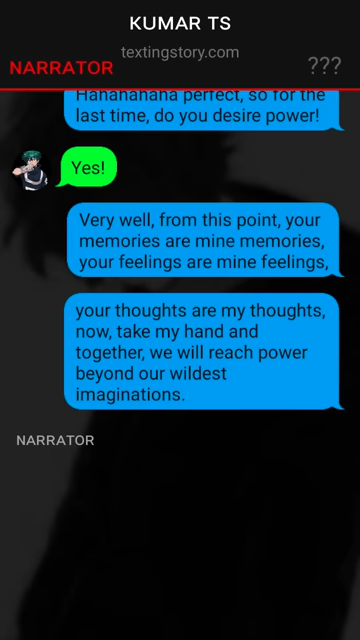 KUMAR TS
textingstory.com
NARRATOR
???
Hahahahaha perfect, so for the
last time, do you desire power!
Yes!
Very well, from this point, your
memories are mine memories,
your feelings are mine feelings,
your thoughts are my thoughts,
now, take my hand and
together, we will reach power
beyond our wildest
imaginations.
NARRATOR